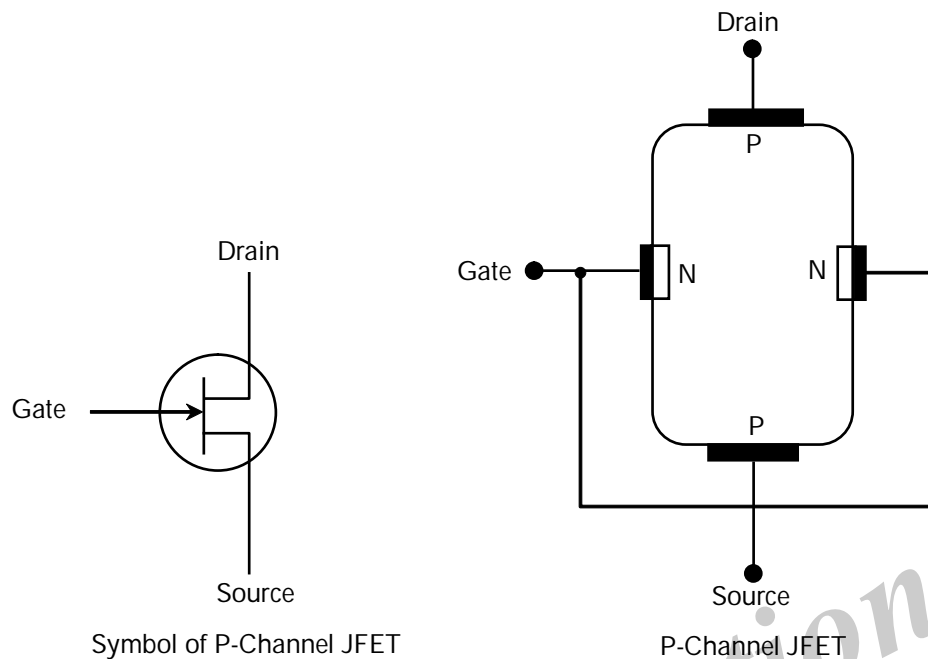 Drain
Gate
Source
Symbol of P-Channel JFET
Drain
P
Gate
N
N
P
Source
P-Channel JFET